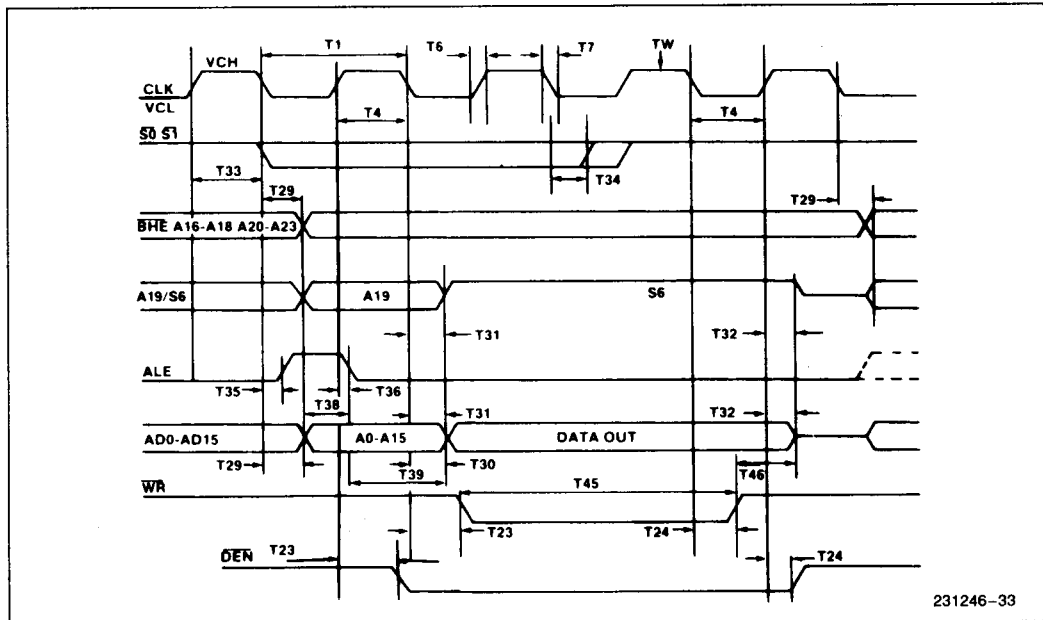 T1 T6 T7 TW
VCH
CLK
VCL
T4 T4
S0 S1
T33 T34
T29 T29
BHE A16-A18 A20-A23
A19/S6 A19 S6
T31 T32
ALE
T35 T36
T38 T31 T32
AD0-AD15 A0-A15 DATA OUT
T29 T39 T30 T46
WR T45
T23 T24
T23 T24
DEN
231246-33